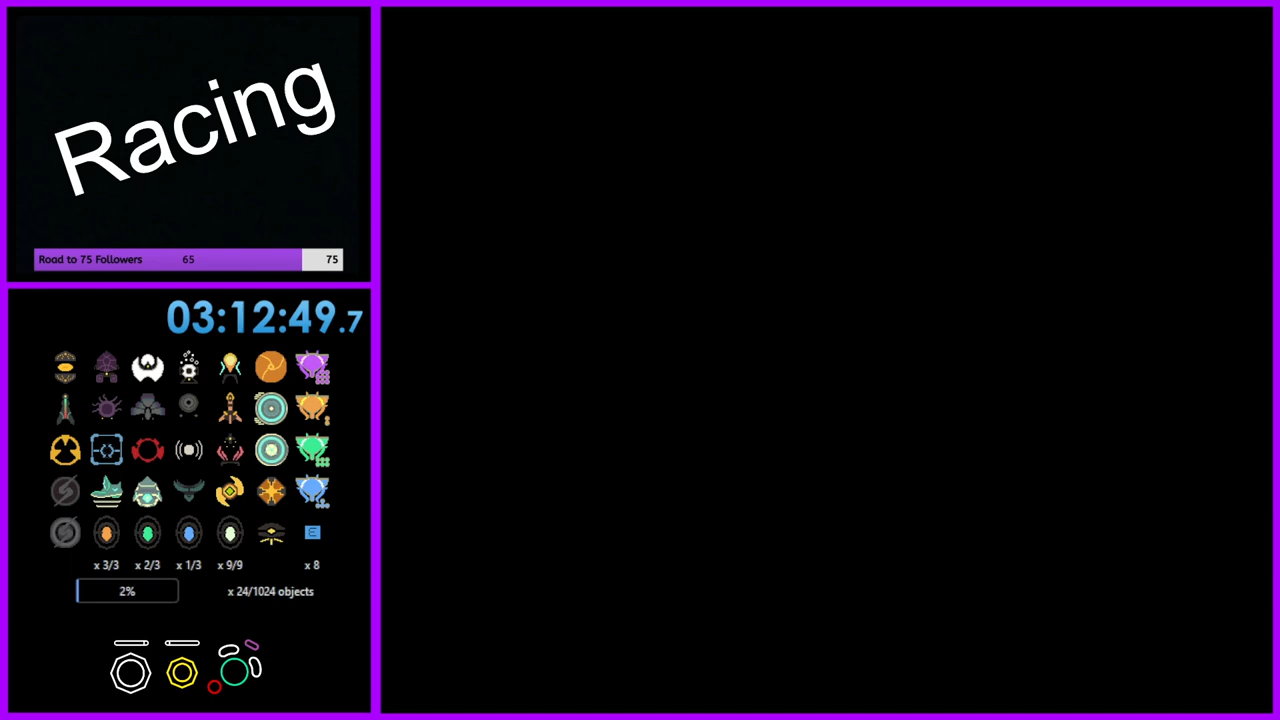 Racing
Road to 75 Followers 65 75
03:12:49.7
x 3/3 x 2/3 x 1/3 x 9/9 x 8
2% x 24/1024 objects